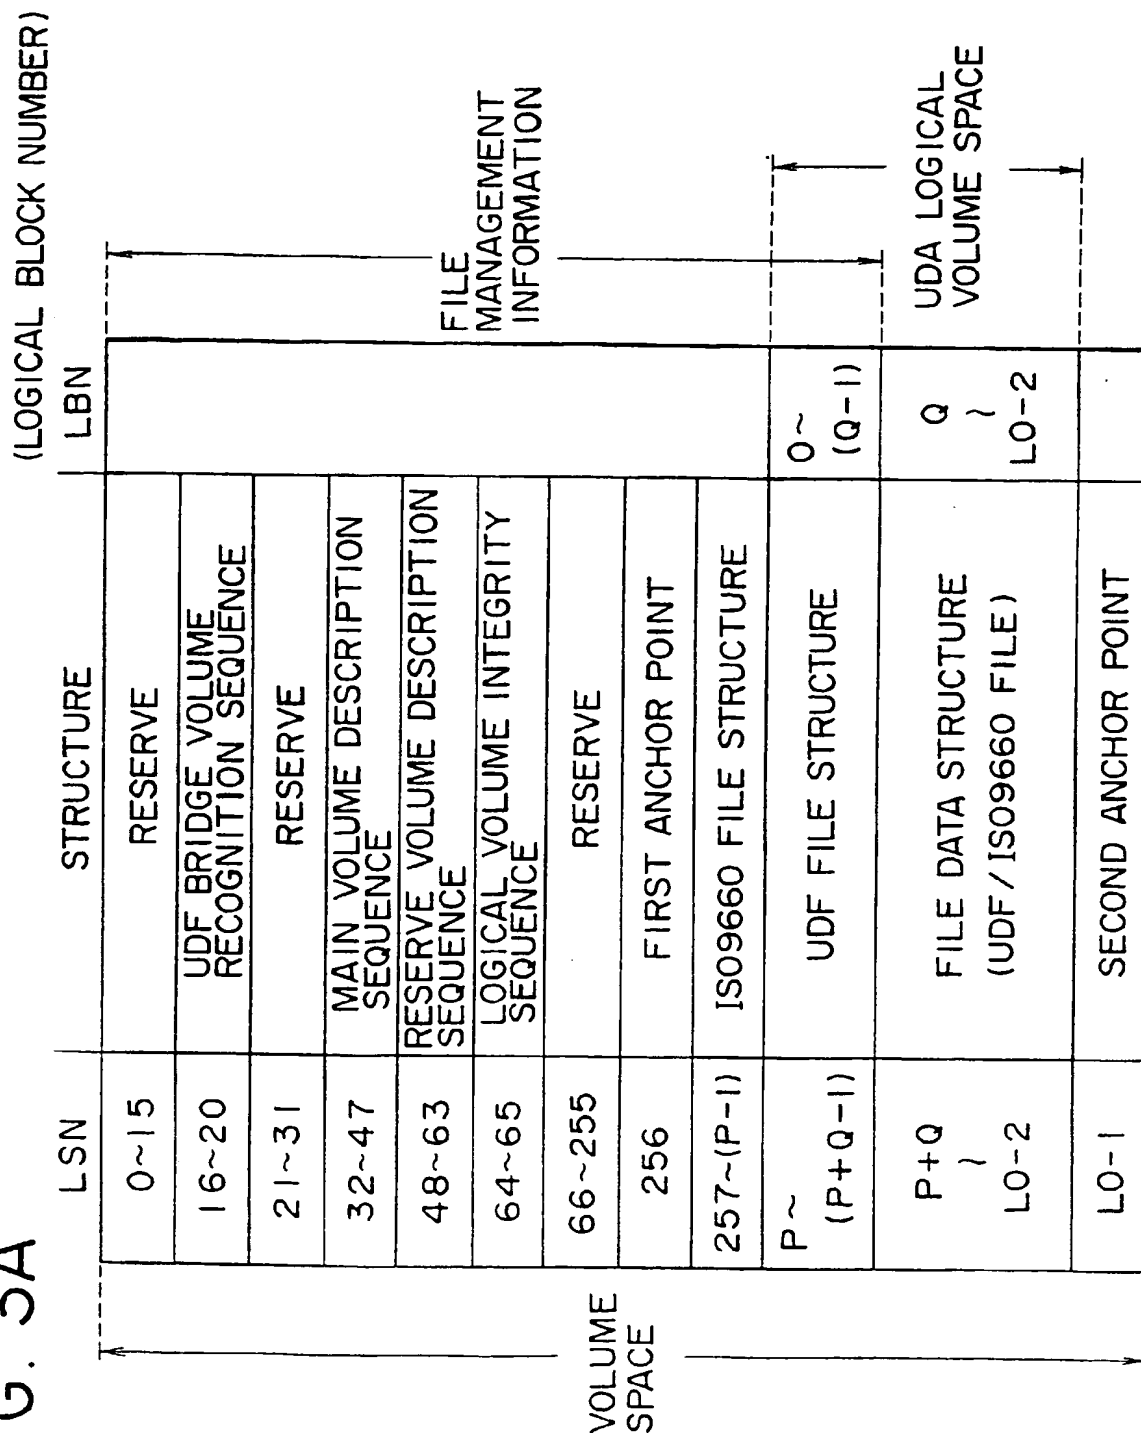 G. 5A
(LOGICAL BLOCK NUMBER)
LSN STRUCTURE LBN
0~15 RESERVE
16~20 UDF BRIDGE VOLUME
RECOGNITION SEQUENCE
21~31 RESERVE
32~47 MAIN VOLUME DESCRIPTION
SEQUENCE
48~63 RESERVE VOLUME DESCRIPTION
SEQUENCE
64~65 LOGICAL VOLUME INTEGRITY
SEQUENCE
66~255 RESERVE
256 FIRST ANCHOR POINT
257~(P-1) ISO9660 FILE STRUCTURE
P~
(P+Q-1)
UDF FILE STRUCTURE
0~
(Q-1)
P+Q
~
LO-2
FILE DATA STRUCTURE
(UDF/ISO9660 FILE)
Q
~
LO-2
LO-1 SECOND ANCHOR POINT
VOLUME
SPACE
FILE
MANAGEMENT
INFORMATION
UDA LOGICAL
VOLUME SPACE